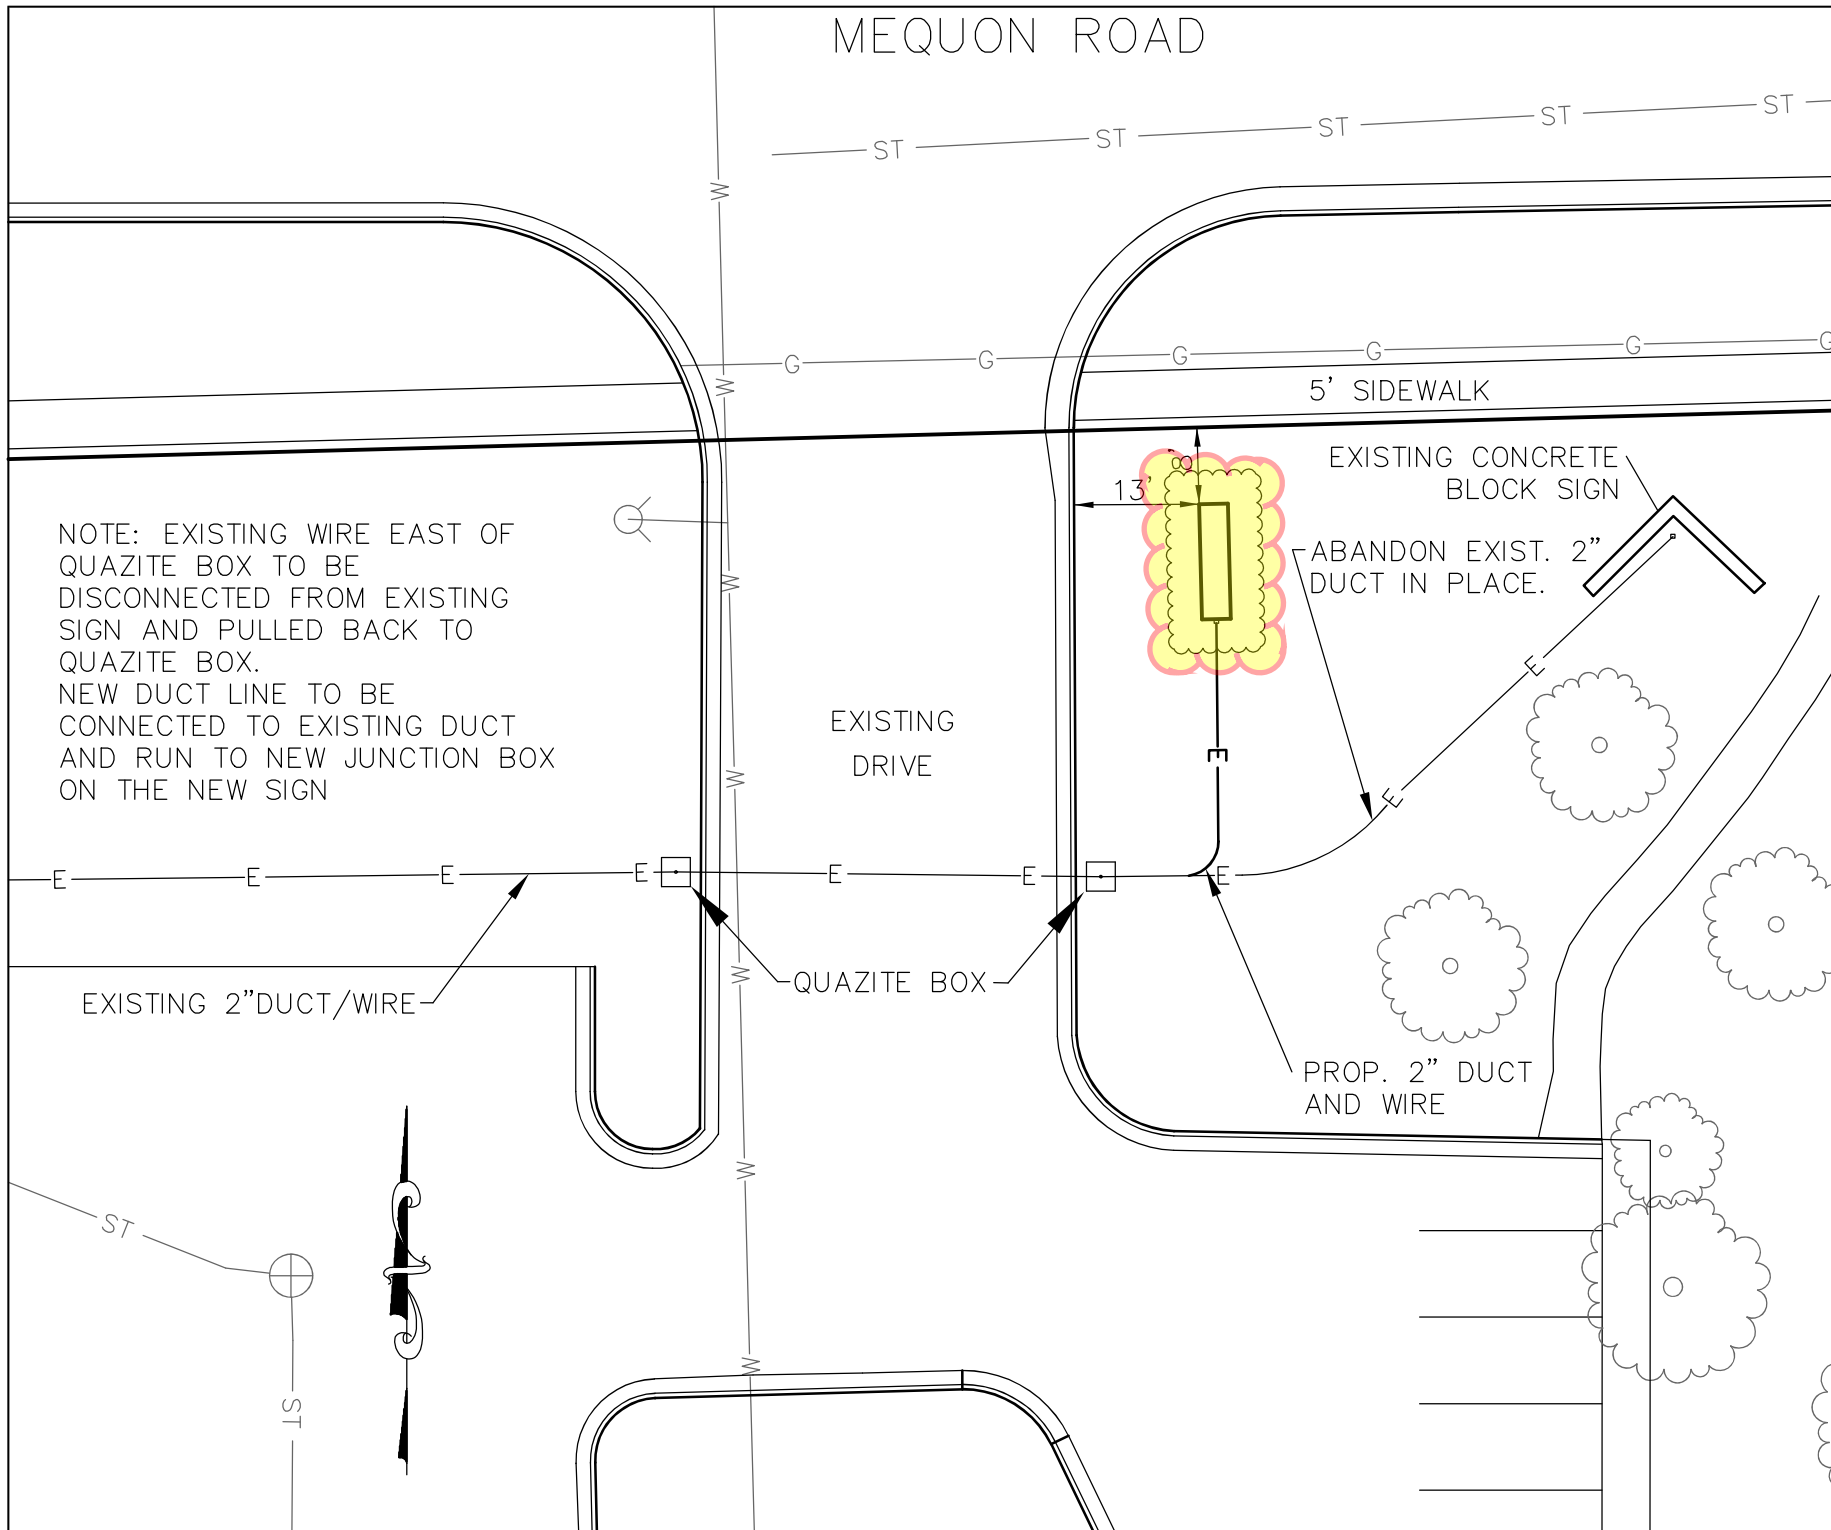 MEQUON ROAD
ST
ST
ST
ST
ST
W
W
G
G
G
G
G
G
5' SIDEWALK
8'
13'
EXISTING CONCRETE
BLOCK SIGN
NOTE: EXISTING WIRE EAST OF
QUAZITE BOX TO BE
DISCONNECTED FROM EXISTING
SIGN AND PULLED BACK TO
QUAZITE BOX.
NEW DUCT LINE TO BE
CONNECTED TO EXISTING DUCT
AND RUN TO NEW JUNCTION BOX
ON THE NEW SIGN
W
ABANDON EXIST. 2"
DUCT IN PLACE.
E
EXISTING
DRIVE
W
E
E
E
E
E
E
E
E
E
W
EXISTING 2"DUCT/WIRE
QUAZITE BOX
PROP. 2" DUCT
AND WIRE
W
ST
W
ST